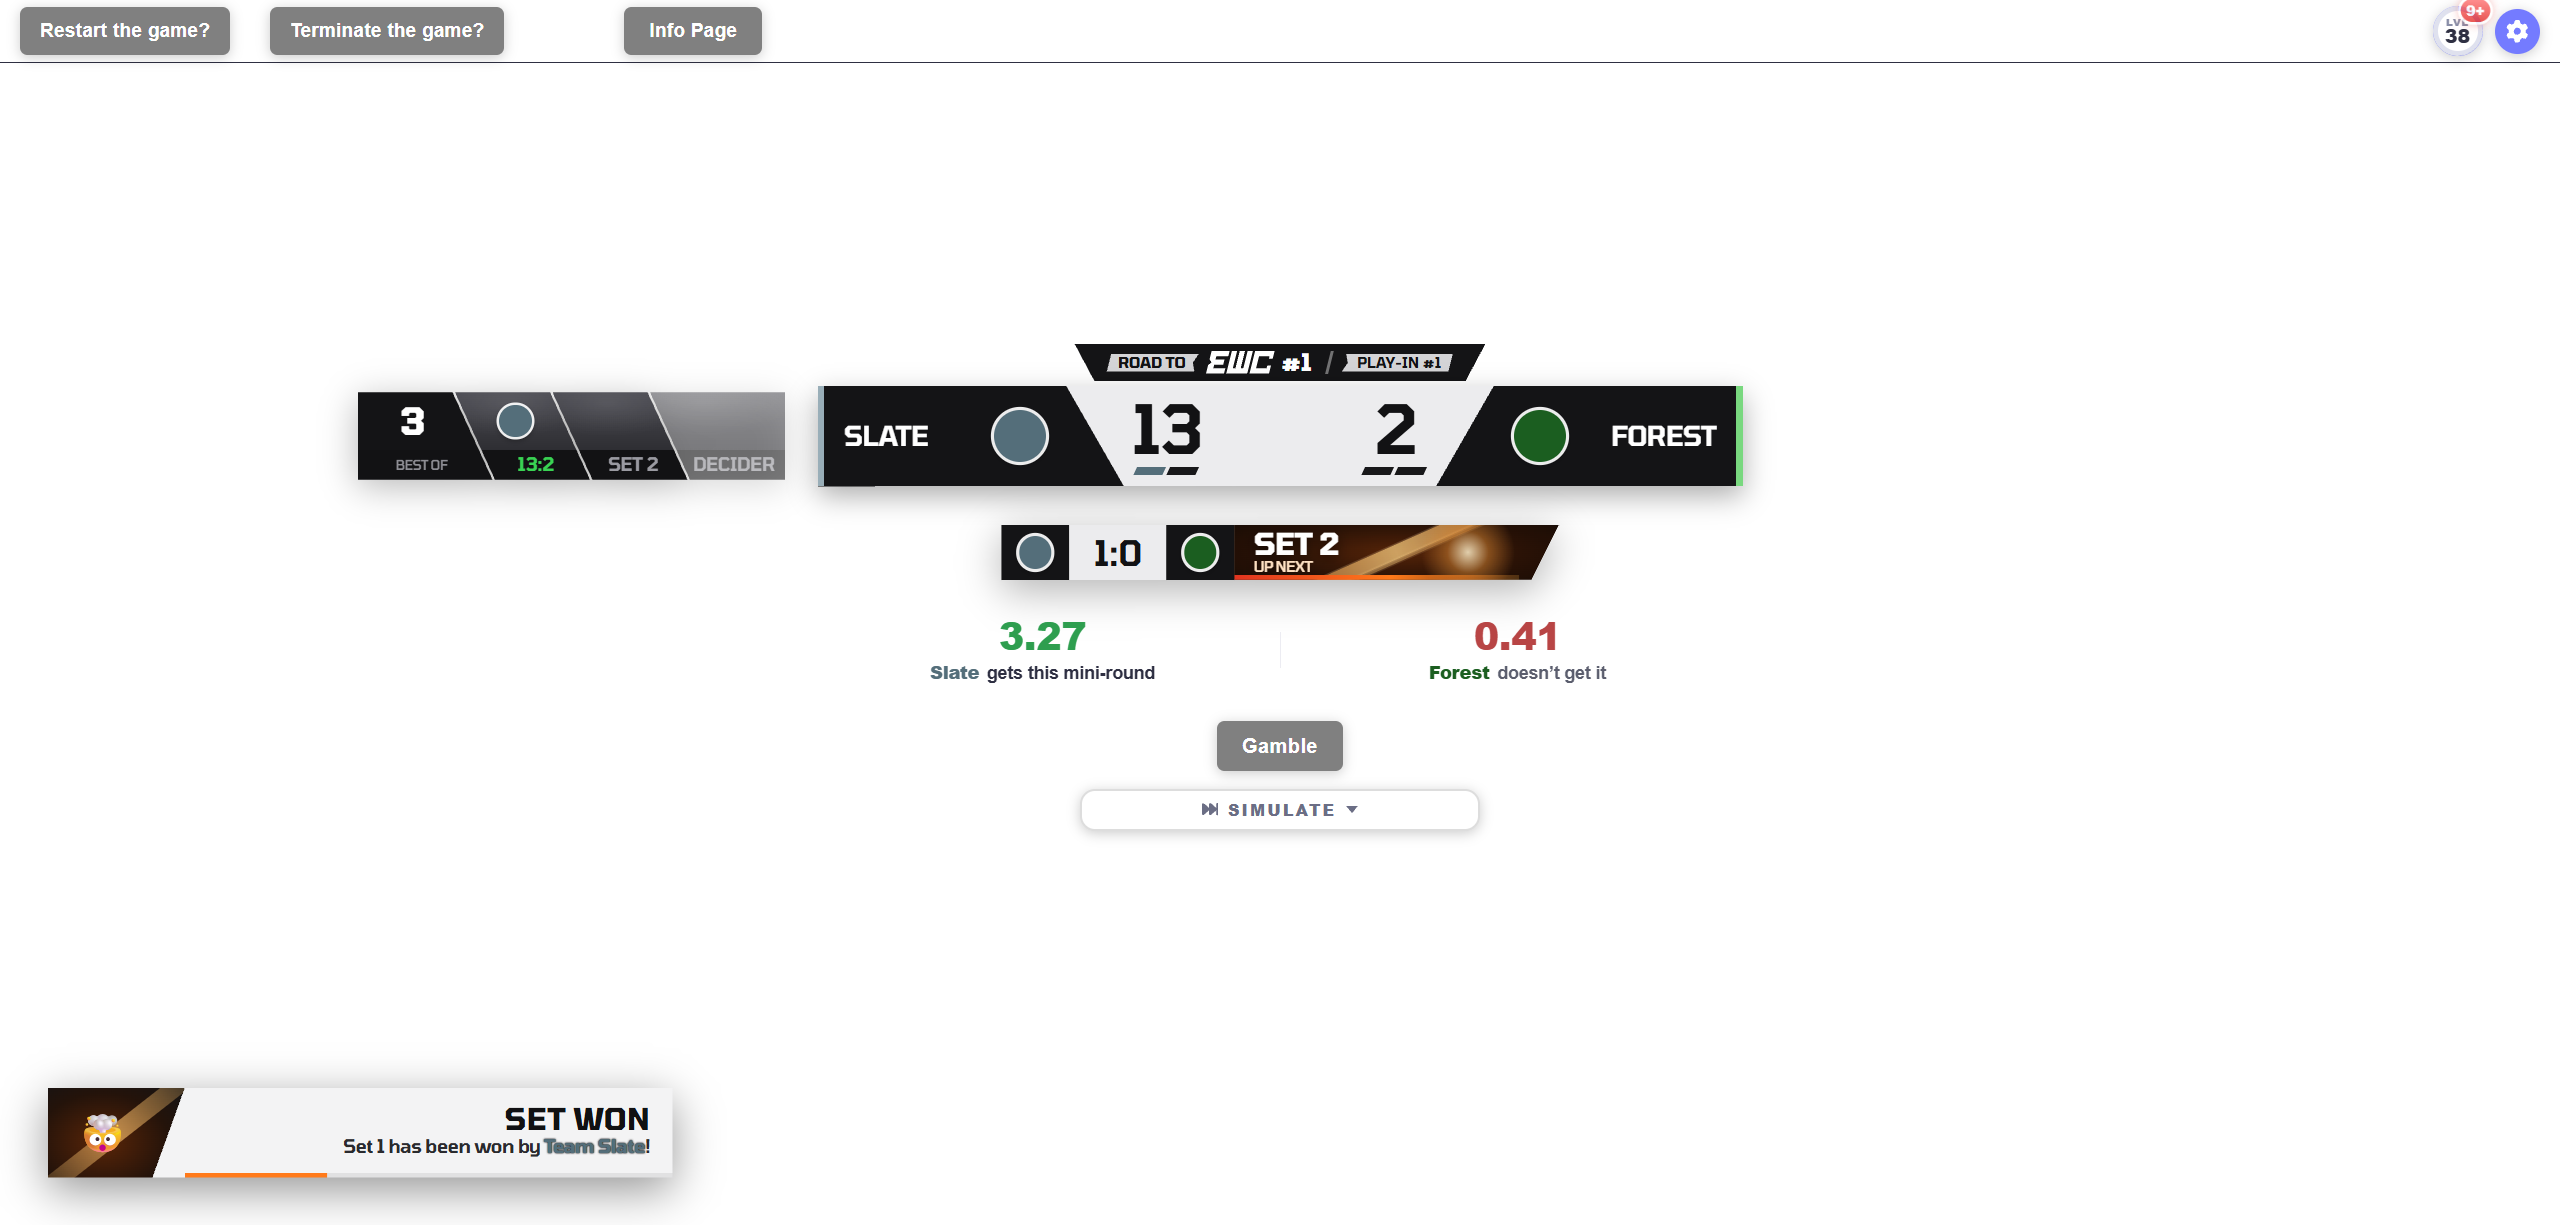 Restart the game?
Terminate the game?
Info Page
LVL
38
9+
ROAD TO EWC #1 / PLAY-IN #1
3
BEST OF
13:2
SET 2
DECIDER
SLATE
13
2
FOREST
1:0
SET 2
UP NEXT
3.27
Slate gets this mini-round
0.41
Forest doesn’t get it
Gamble
SIMULATE
SET WON
Set 1 has been won by Team Slate!